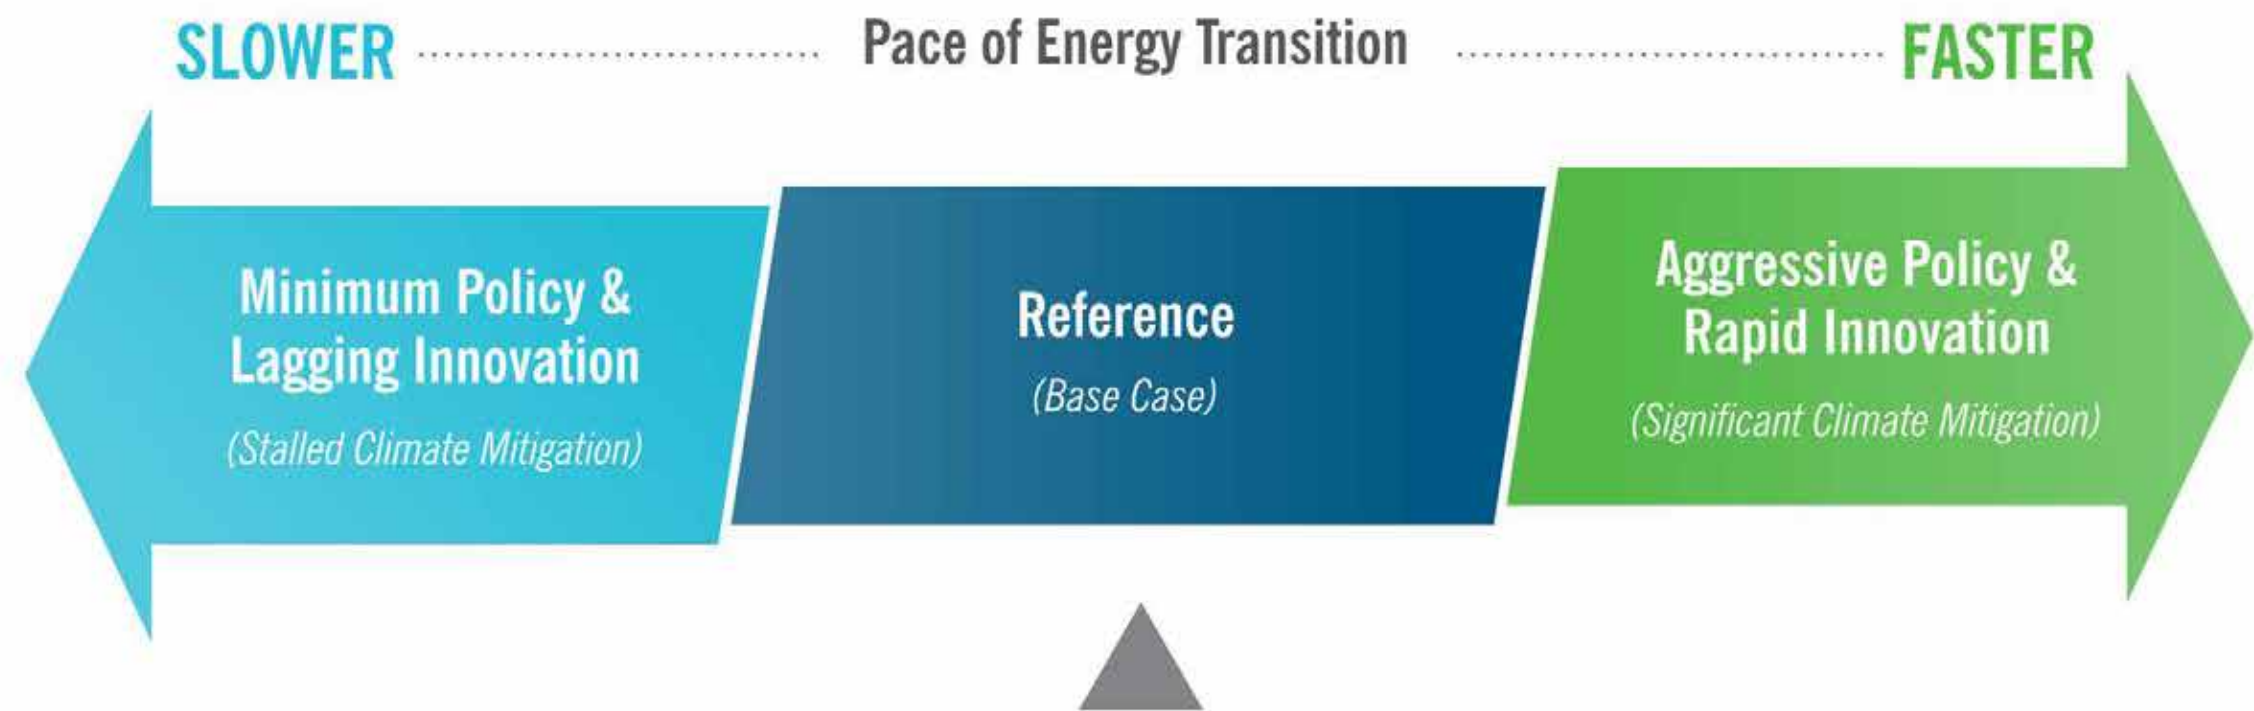 SLOWER Pace of Energy Transition FASTER
Minimum Policy &
Lagging Innovation
(Stalled Climate Mitigation)
Reference
(Base Case)
Aggressive Policy &
Rapid Innovation
(Significant Climate Mitigation)